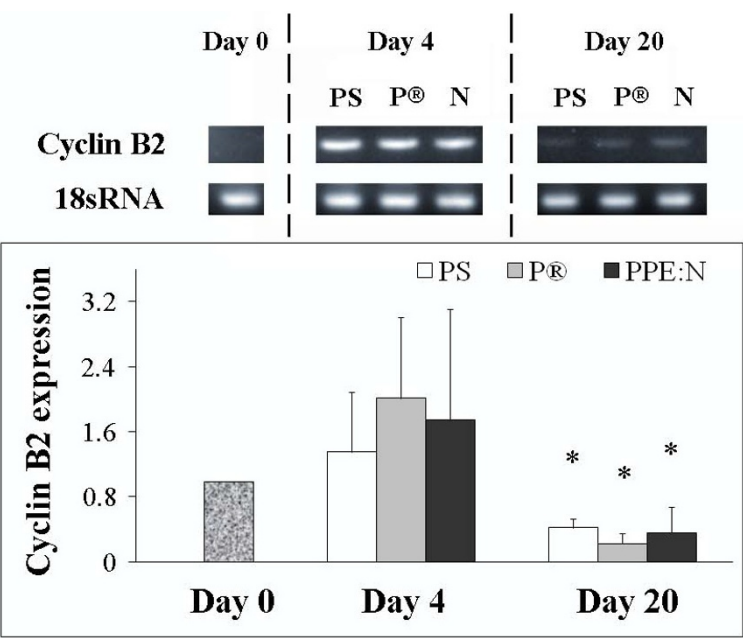 Day 0 Day 4 Day 20
PS P® N PS P® N
Cyclin B2
18sRNA
PS P® PPE:N
Cyclin B2 expression
3.2
2.4
1.6
0.8
0
* * *
Day 0 Day 4 Day 20